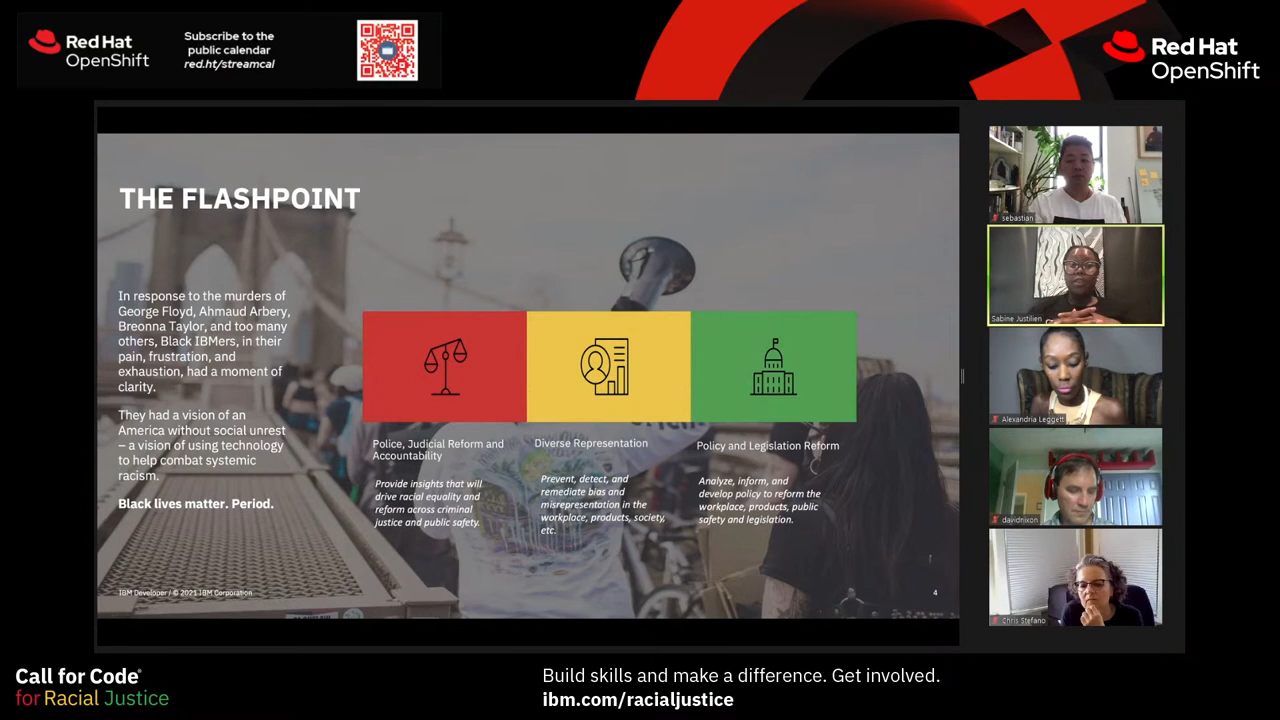 Red Hat
OpenShift
Subscribe to the
public calendar
red.ht/streamcal
Red Hat
OpenShift
THE FLASHPOINT
In response to the murders of
George Floyd, Ahmaud Arbery,
Breonna Taylor, and too many
others, Black IBMers, in their
pain, frustration, and
exhaustion, had a moment of
clarity.
They had a vision of an
America without social unrest
– a vision of using technology
to help combat systemic
racism.
Black lives matter. Period.
Police, Judicial Reform and
Accountability
Provide insights that will
drive racial equality and
reform across criminal
justice and public safety.
Diverse Representation
Prevent, detect, and
remediate bias and
misrepresentation in the
workplace, products, society,
etc.
Policy and Legislation Reform
Analyze, inform, and
develop policy to reform the
workplace, products, public
safety and legislation.
IBM Developer / © 2021 IBM Corporation
4
sebastian
Sabine Justilien
Alexandria Leggett
davidnixon
Chris Stefano
Call for Code®
for Racial Justice
Build skills and make a difference. Get involved.
ibm.com/racialjustice